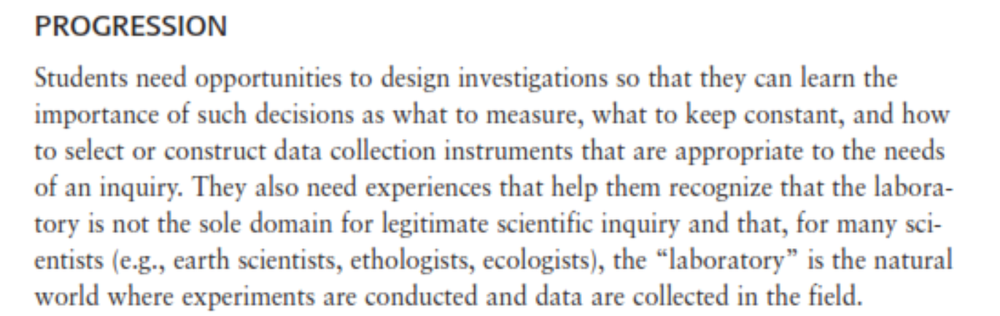 PROGRESSION
Students need opportunities to design investigations so that they can learn the
importance of such decisions as what to measure, what to keep constant, and how
to select or construct data collection instruments that are appropriate to the needs
of an inquiry. They also need experiences that help them recognize that the labora-
tory is not the sole domain for legitimate scientific inquiry and that, for many sci-
entists (e.g., earth scientists, ethologists, ecologists), the “laboratory” is the natural
world where experiments are conducted and data are collected in the field.